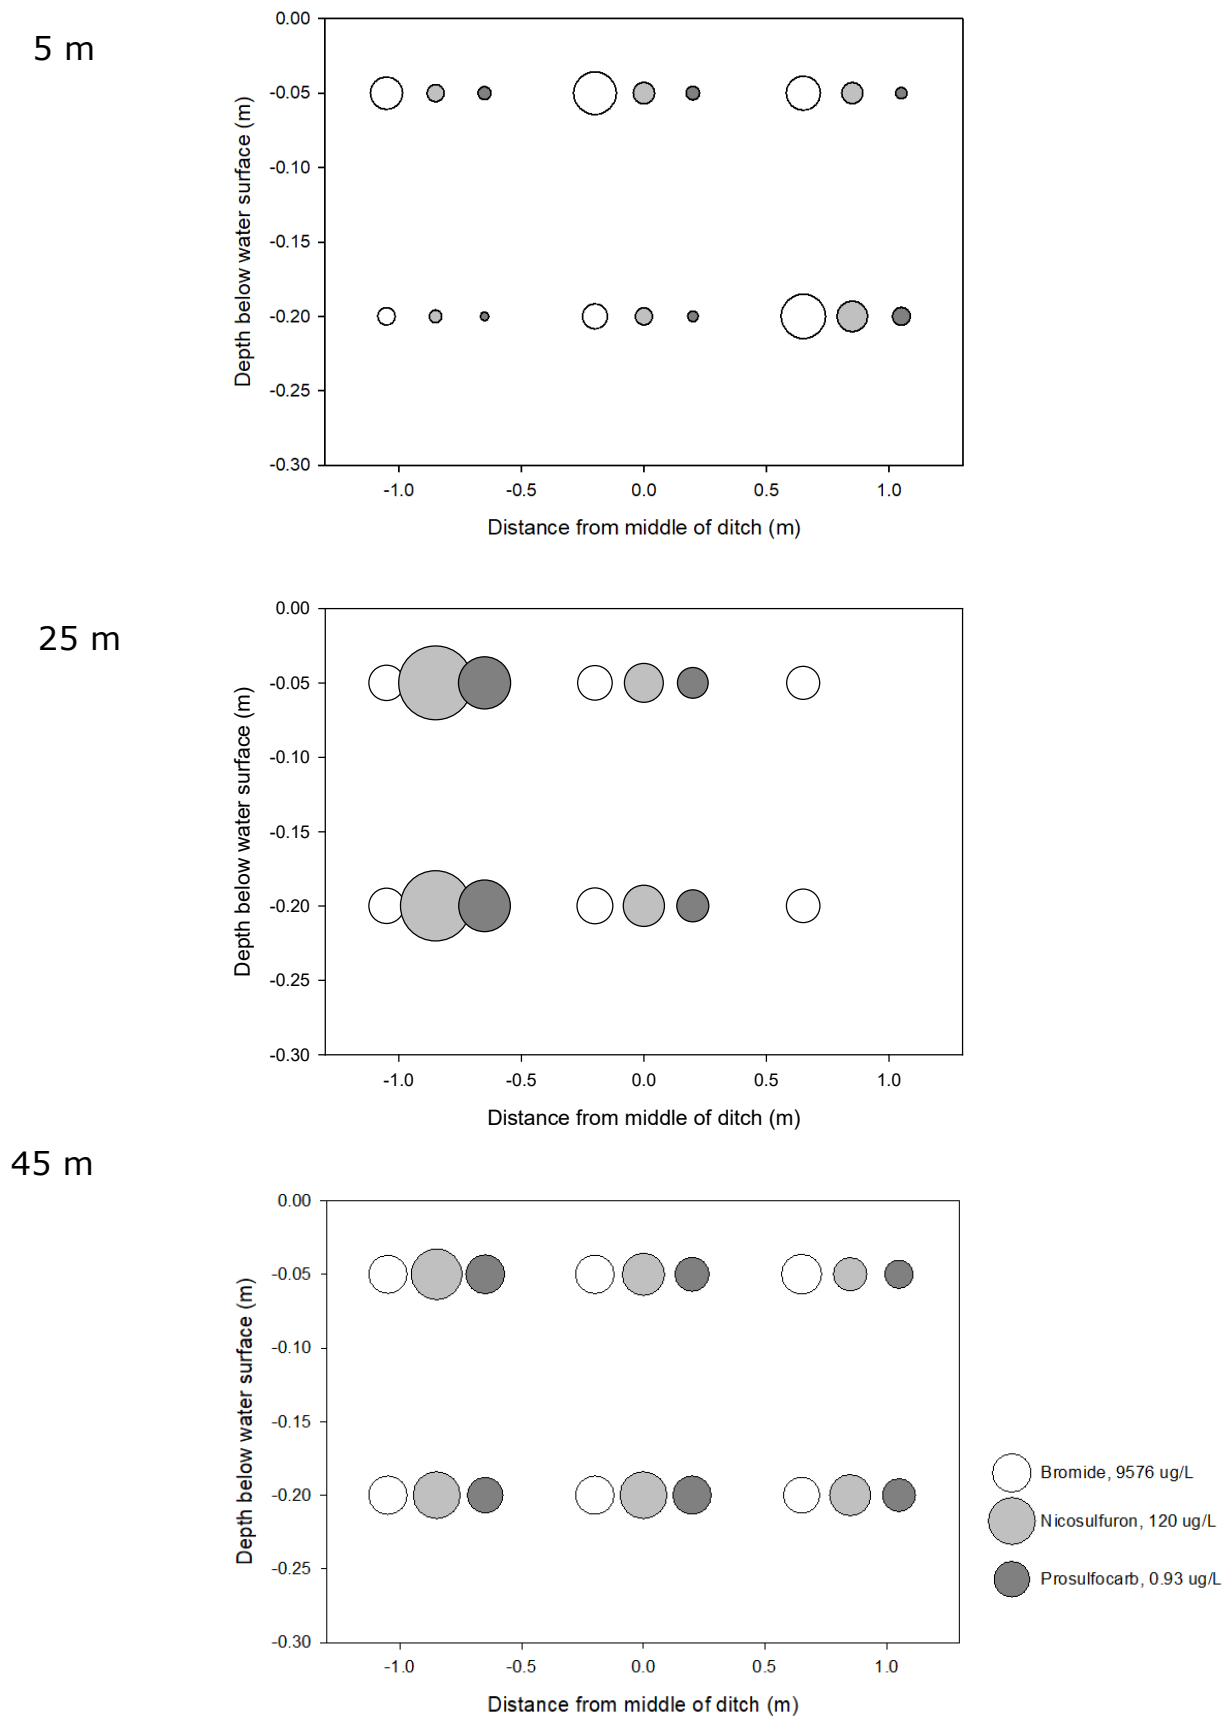 5 m
0.00
-0.05
-0.10
-0.15
-0.20
-0.25
-0.30
Depth below water surface (m)
-1.0 -0.5 0.0 0.5 1.0
Distance from middle of ditch (m)
25 m
0.00
-0.05
-0.10
-0.15
-0.20
-0.25
-0.30
Depth below water surface (m)
-1.0 -0.5 0.0 0.5 1.0
Distance from middle of ditch (m)
45 m
0.00
-0.05
-0.10
-0.15
-0.20
-0.25
-0.30
Depth below water surface (m)
-1.0 -0.5 0.0 0.5 1.0
Distance from middle of ditch (m)
Bromide, 9576 ug/L
Nicosulfuron, 120 ug/L
Prosulfocarb, 0.93 ug/L